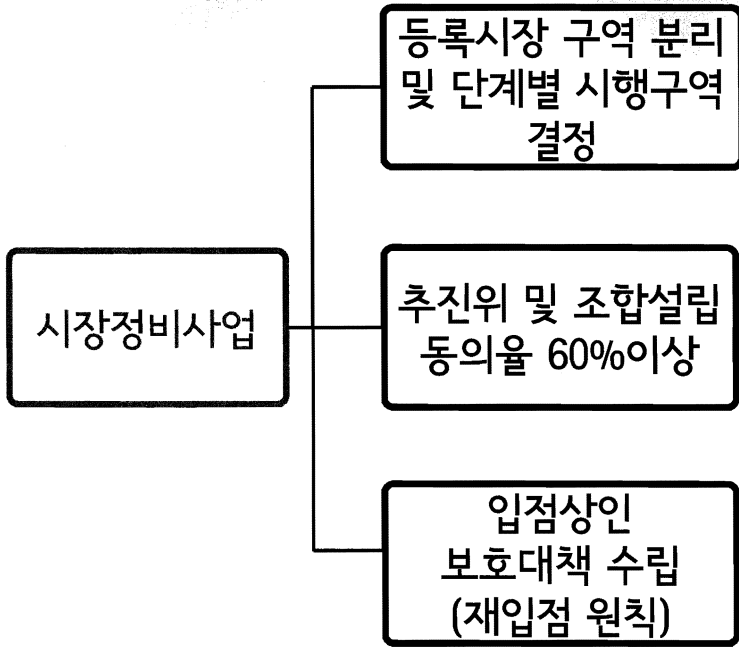 등록시장 구역 분리
및 단계별 시행구역
결정
시장정비사업
추진위 및 조합설립
동의율 60%이상
입점상인
보호대책 수립
(재입점 원칙)